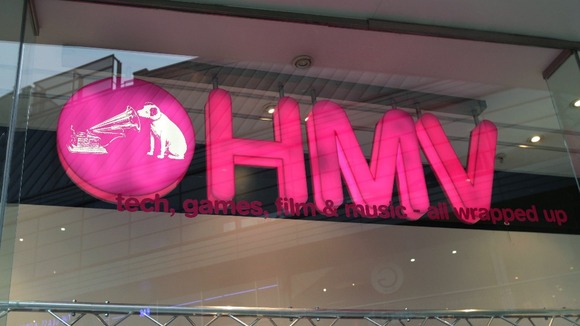 HMV
tech, games, film & music - all wrapped up